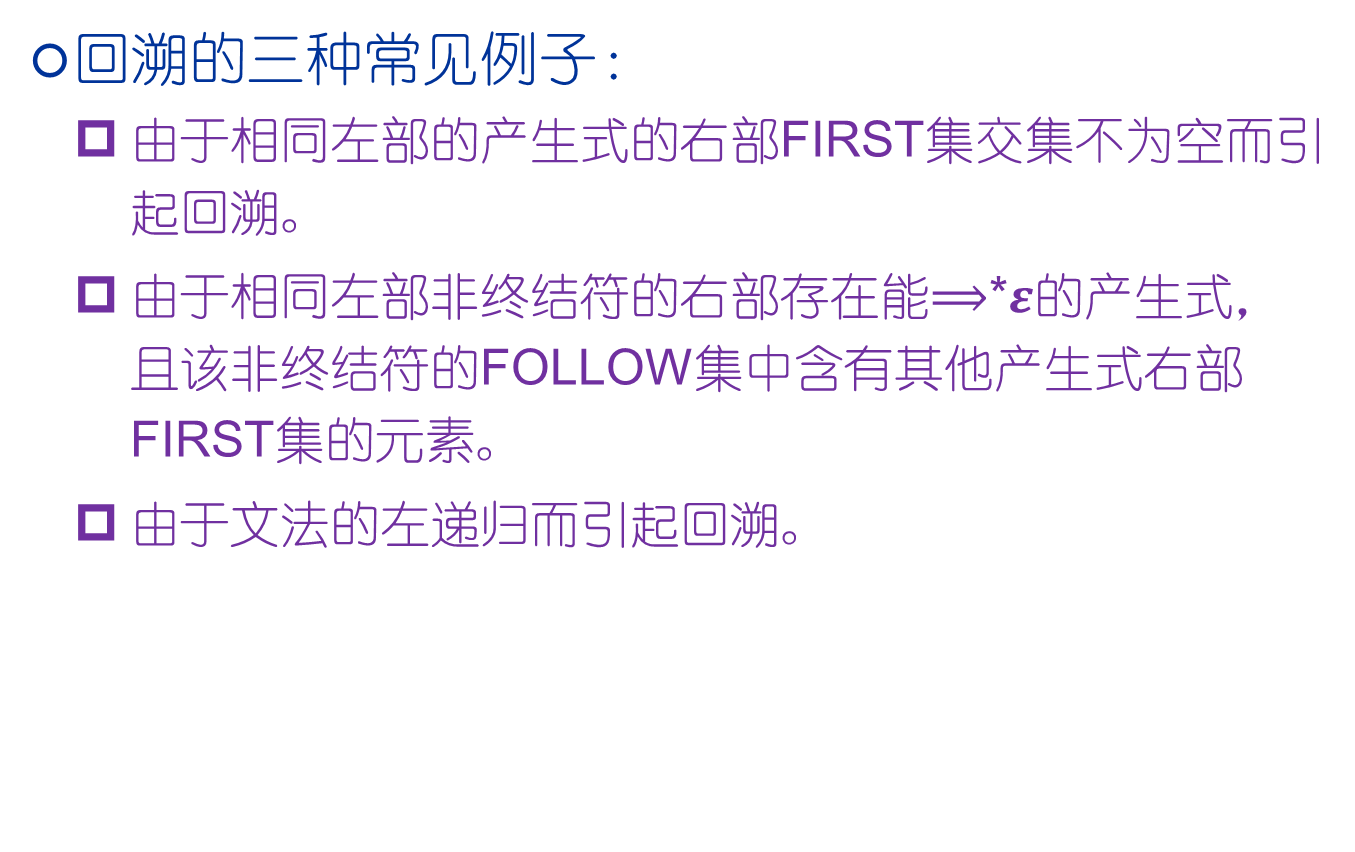 回溯的三种常见例子：
由于相同左部的产生式的右部FIRST集交集不为空而引
起回溯。
由于相同左部非终结符的右部存在能⟹*ε的产生式，
且该非终结符的FOLLOW集中含有其他产生式右部
FIRST集的元素。
由于文法的左递归而引起回溯。